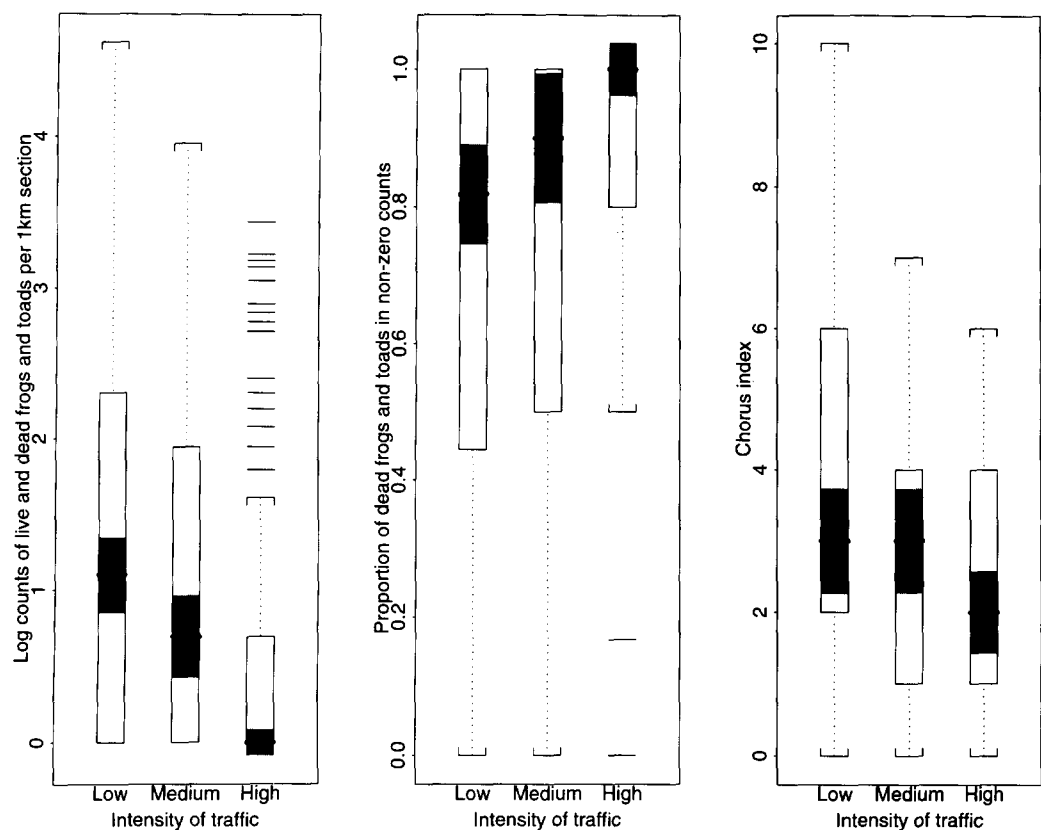 Log counts of live and dead frogs and toads per 1km section
4
3
2
1
0
Low Medium High
Intensity of traffic
Proportion of dead frogs and toads in non-zero counts
1.0
0.8
0.6
0.4
0.2
0.0
Low Medium High
Intensity of traffic
Chorus index
10
8
6
4
2
0
Low Medium High
Intensity of traffic